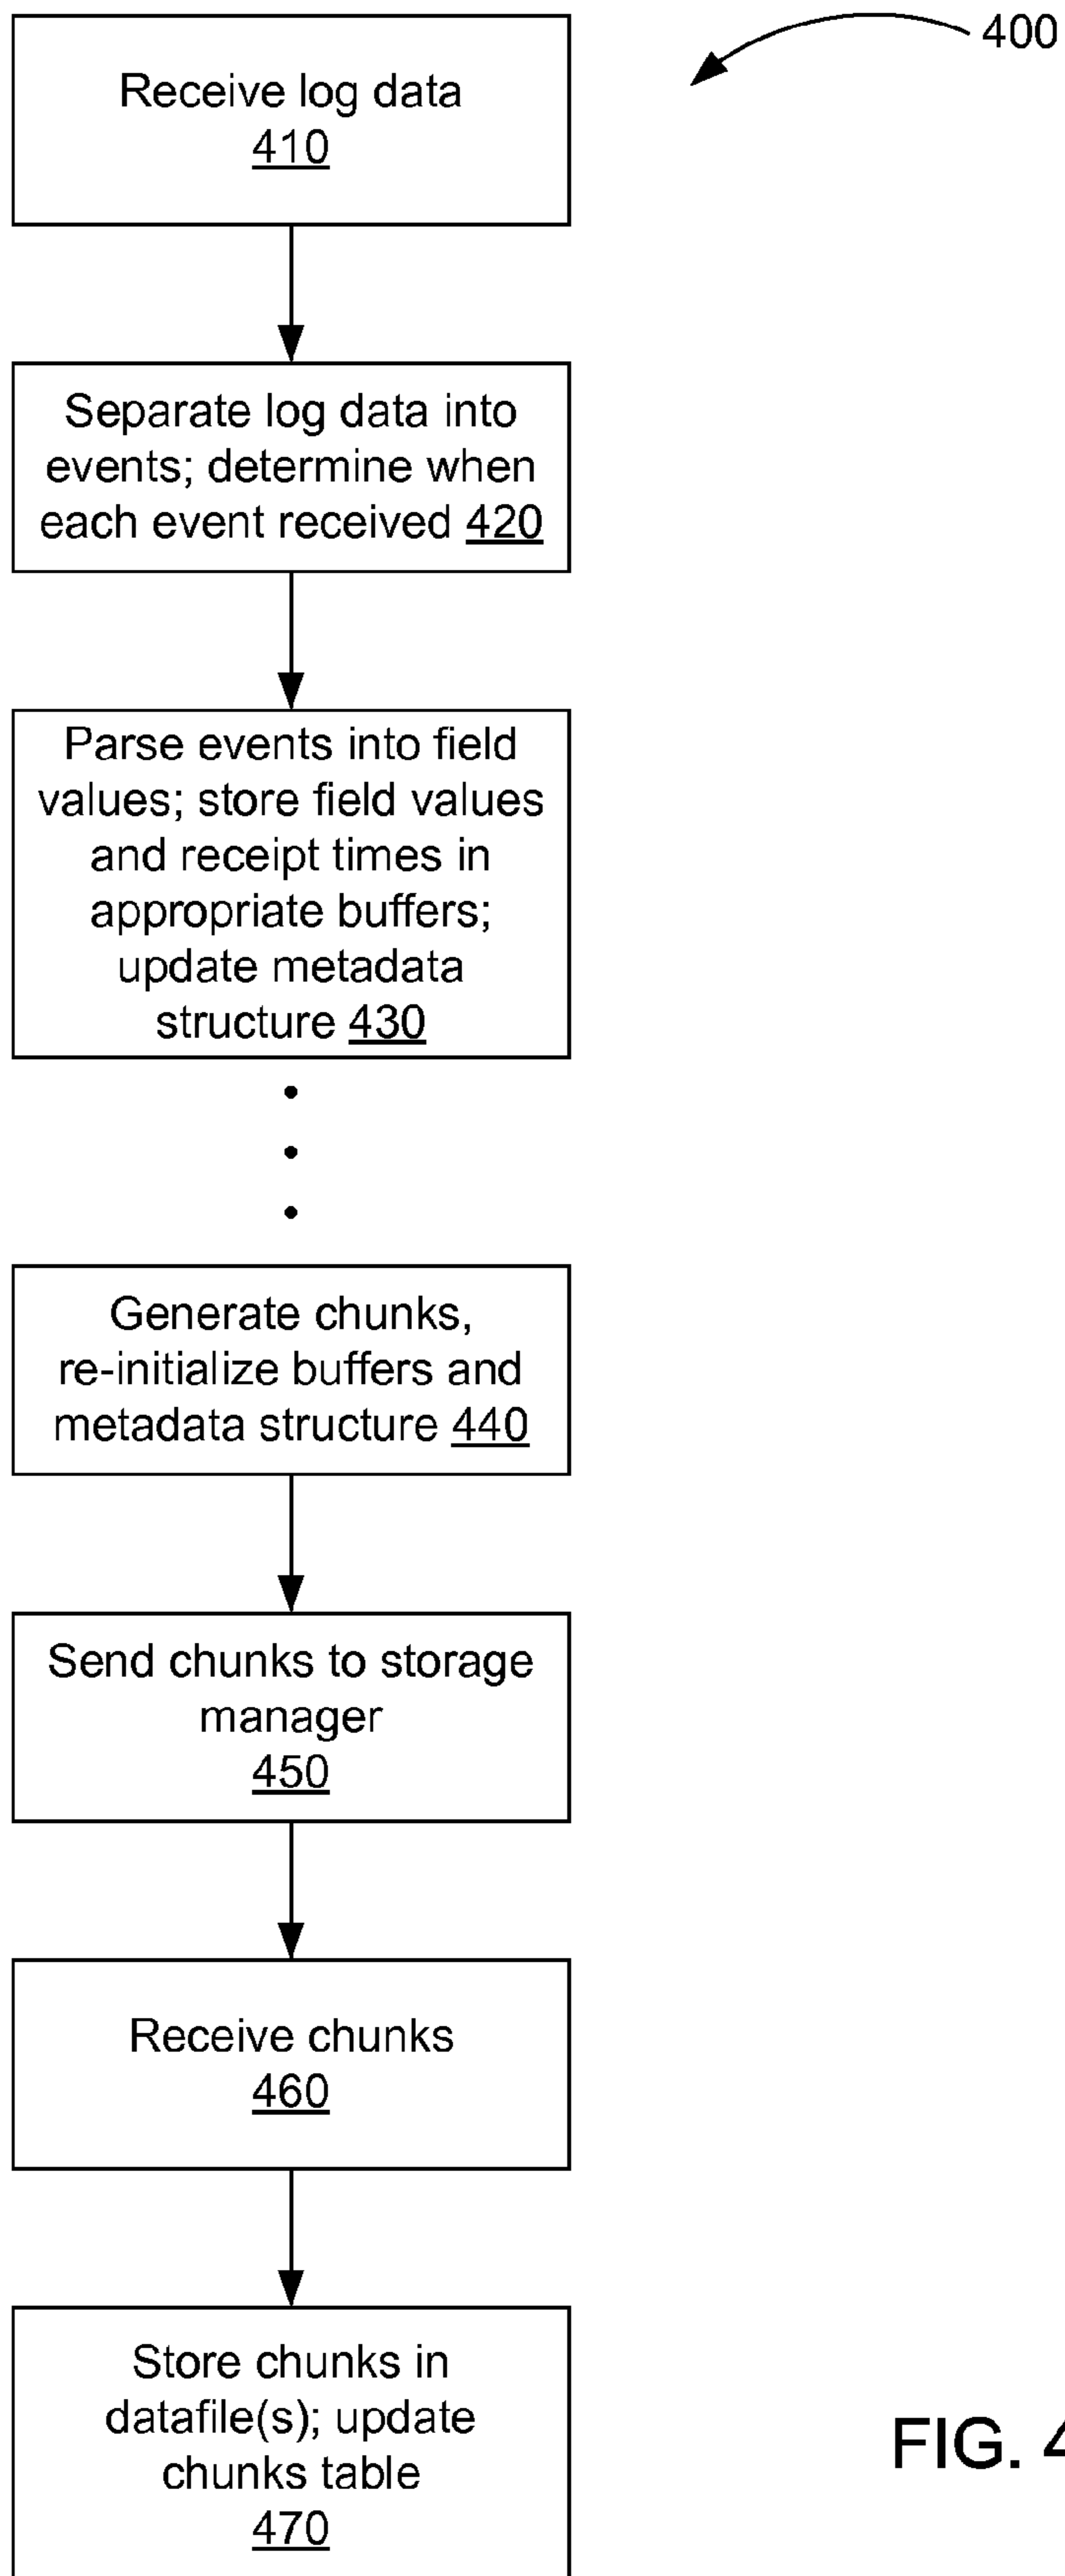 400
Receive log data
410
Separate log data into
events; determine when
each event received 420
Parse events into field
values; store field values
and receipt times in
appropriate buffers;
update metadata
structure 430
Generate chunks,
re-initialize buffers and
metadata structure 440
Send chunks to storage
manager
450
Receive chunks
460
Store chunks in
datafile(s); update
chunks table
470
FIG. 4